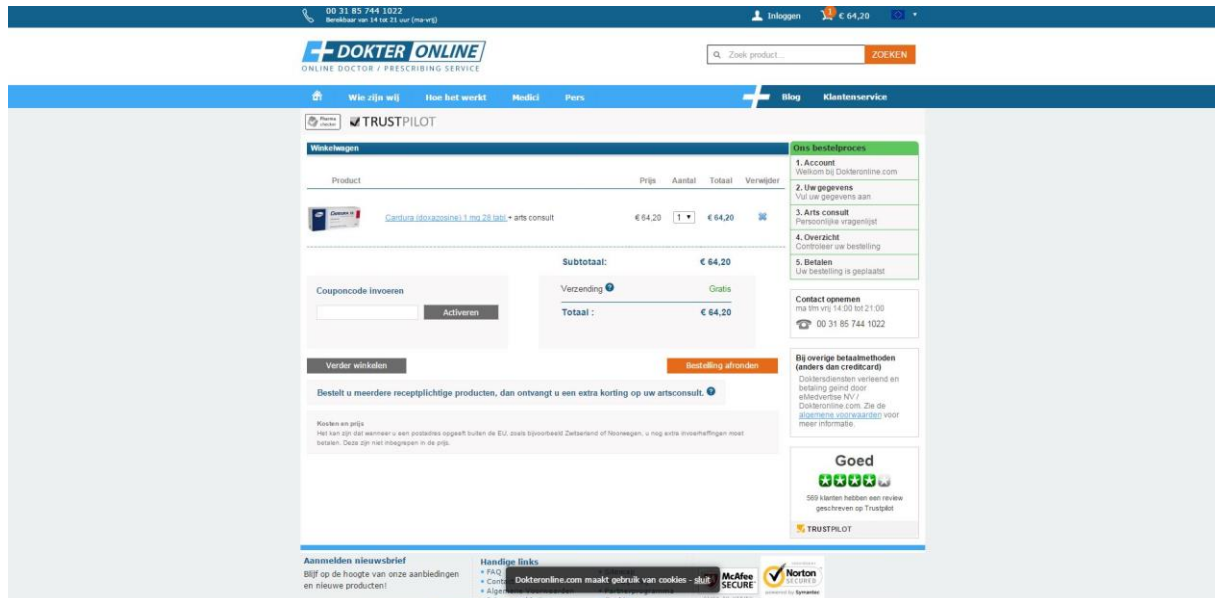 00 31 85 744 1022
Bereikbaar van 14 tot 21 uur (ma-vrij)
Inloggen
1
€ 64,20
DOKTER ONLINE
ONLINE DOCTOR / PRESCRIBING SERVICE
Zoek product...
ZOEKEN
Wie zijn wij
Hoe het werkt
Medici
Pers
Blog
Klantenservice
TRUSTPILOT
Winkelwagen
Product
Prijs
Aantal
Totaal
Verwijder
Cardura (doxazosine) 1 mg 28 tabl.+ arts consult
€ 64,20
1
€ 64,20
Subtotaal:
€ 64,20
Couponcode invoeren
Activeren
Verzending
Gratis
Totaal :
€ 64,20
Verder winkelen
Bestelling afronden
Bestelt u meerdere receptplichtige producten, dan ontvangt u een extra korting op uw artsconsult.
Kosten en prijs
Het kan zijn dat wanneer u een postadres opgeeft buiten de EU, zoals bijvoorbeeld Zwitserland of Noorwegen, u nog extra invoerheffingen moet
betalen. Deze zijn niet inbegrepen in de prijs.
Ons bestelproces
1. Account
Welkom bij Dokteronline.com
2. Uw gegevens
Vul uw gegevens aan
3. Arts consult
Persoonlijke vragenlijst
4. Overzicht
Controleer uw bestelling
5. Betalen
Uw bestelling is geplaatst
Contact opnemen
ma t/m vrij 14:00 tot 21:00
00 31 85 744 1022
Bij overige betaalmethoden
(anders dan creditcard)
Doktersdiensten verleend en
betaling geïnd door
eMedvertise NV /
Dokteronline.com. Zie de
algemene voorwaarden voor
meer informatie.
Goed
569 klanten hebben een review
geschreven op Trustpilot
TRUSTPILOT
Aanmelden nieuwsbrief
Blijf op de hoogte van onze aanbiedingen
en nieuwe producten!
Handige links
FAQ
Dokteronline.com maakt gebruik van cookies - sluit
McAfee
SECURE
Norton
SECURED
powered by Symantec